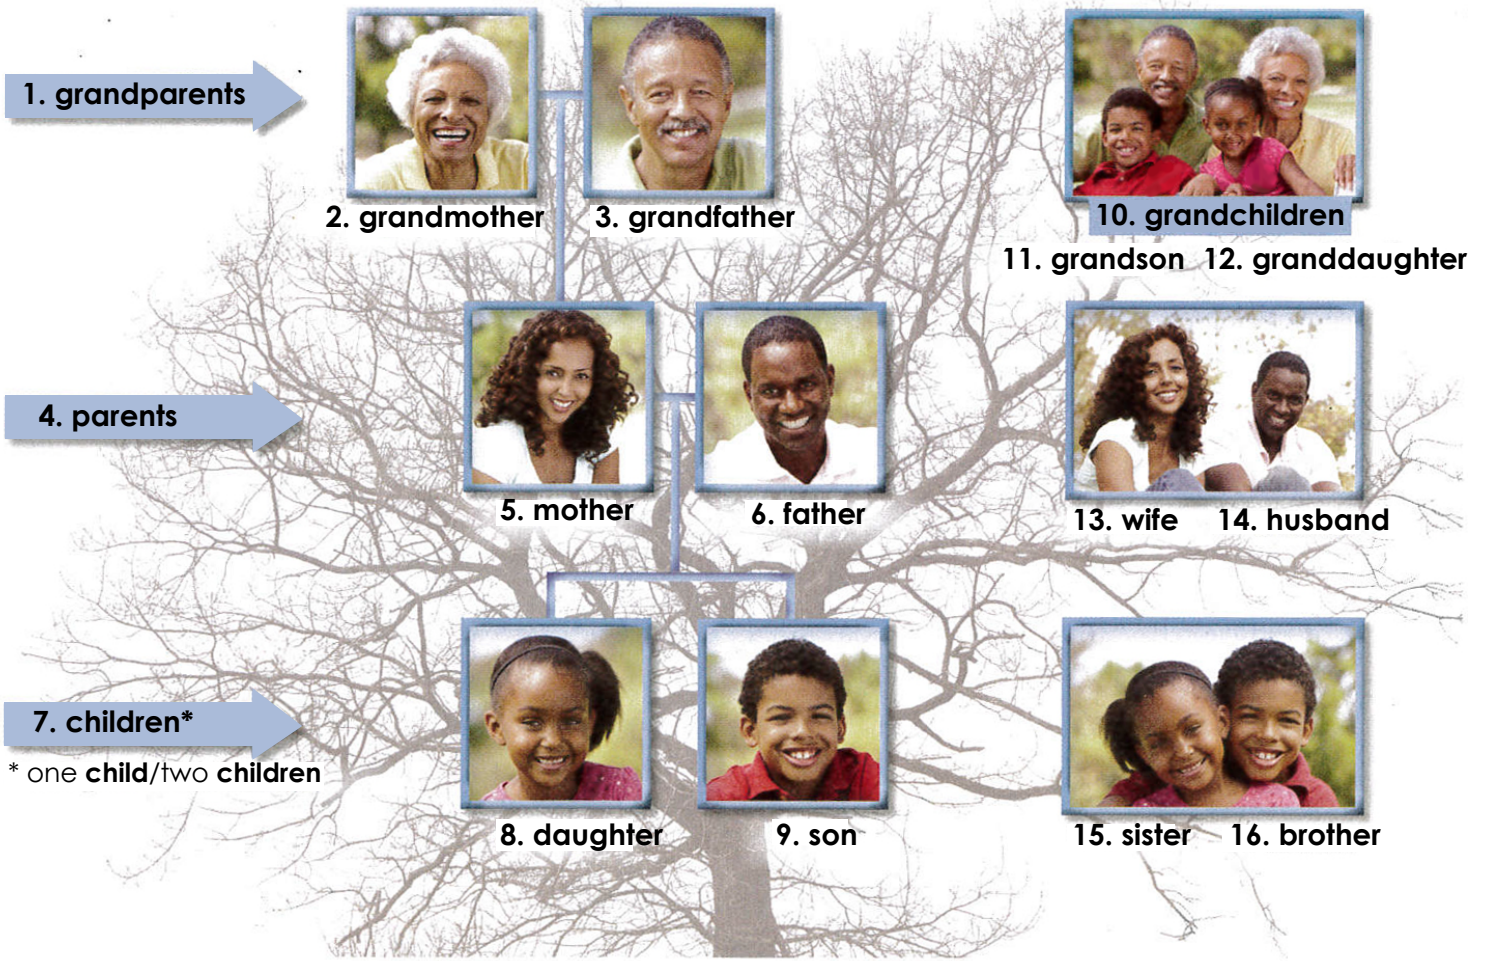 1. grandparents
2. grandmother
3. grandfather
10. grandchildren
11. grandson
12. granddaughter
4. parents
5. mother
6. father
13. wife
14. husband
7. children*
* one child/two children
8. daughter
9. son
15. sister
16. brother